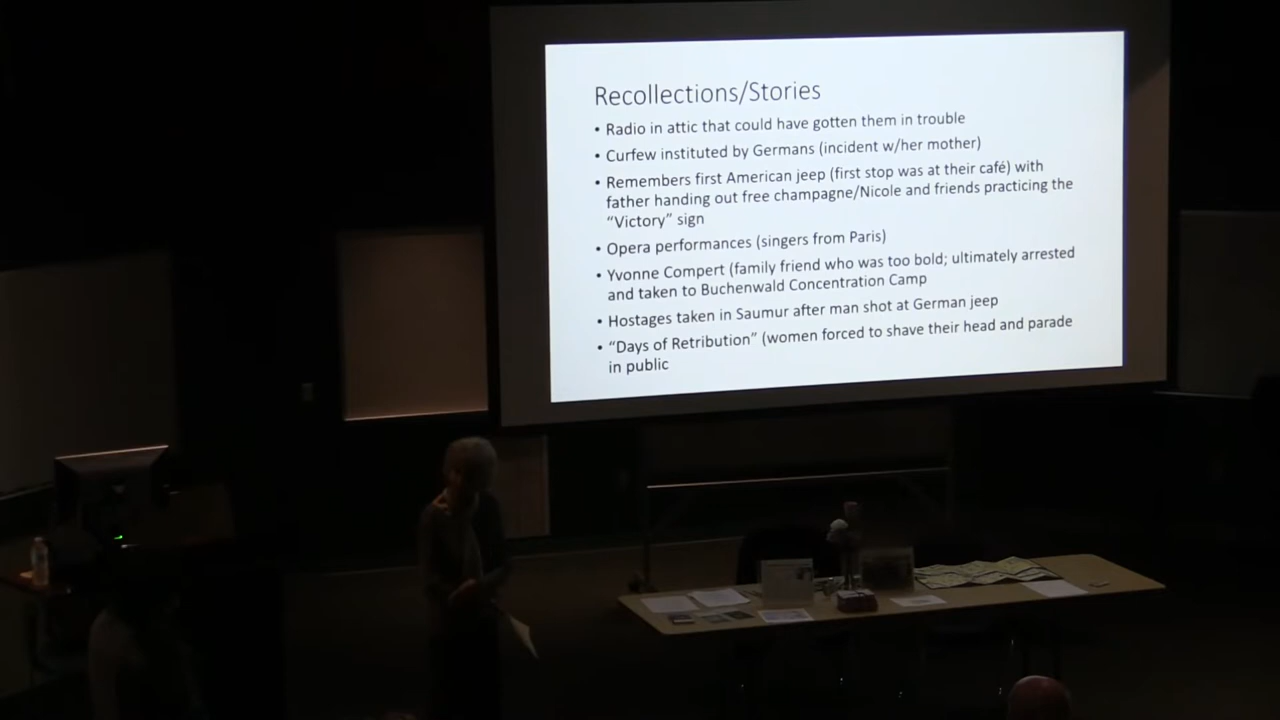 Recollections/Stories
• Radio in attic that could have gotten them in trouble
• Curfew instituted by Germans (incident w/her mother)
• Remembers first American jeep (first stop was at their café) with
father handing out free champagne/Nicole and friends practicing the
“Victory” sign
• Opera performances (singers from Paris)
• Yvonne Compert (family friend who was too bold; ultimately arrested
and taken to Buchenwald Concentration Camp
• Hostages taken in Saumur after man shot at German jeep
• “Days of Retribution” (women forced to shave their head and parade
in public